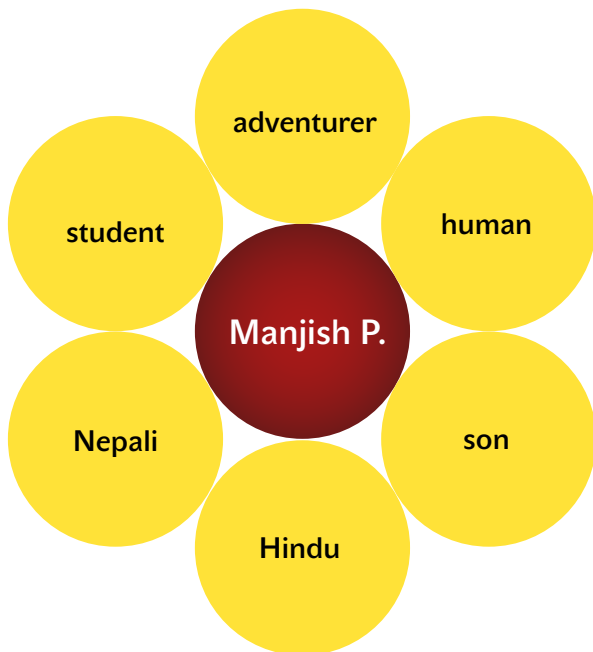 adventurer
human
student
Manjish P.
Nepali
son
Hindu